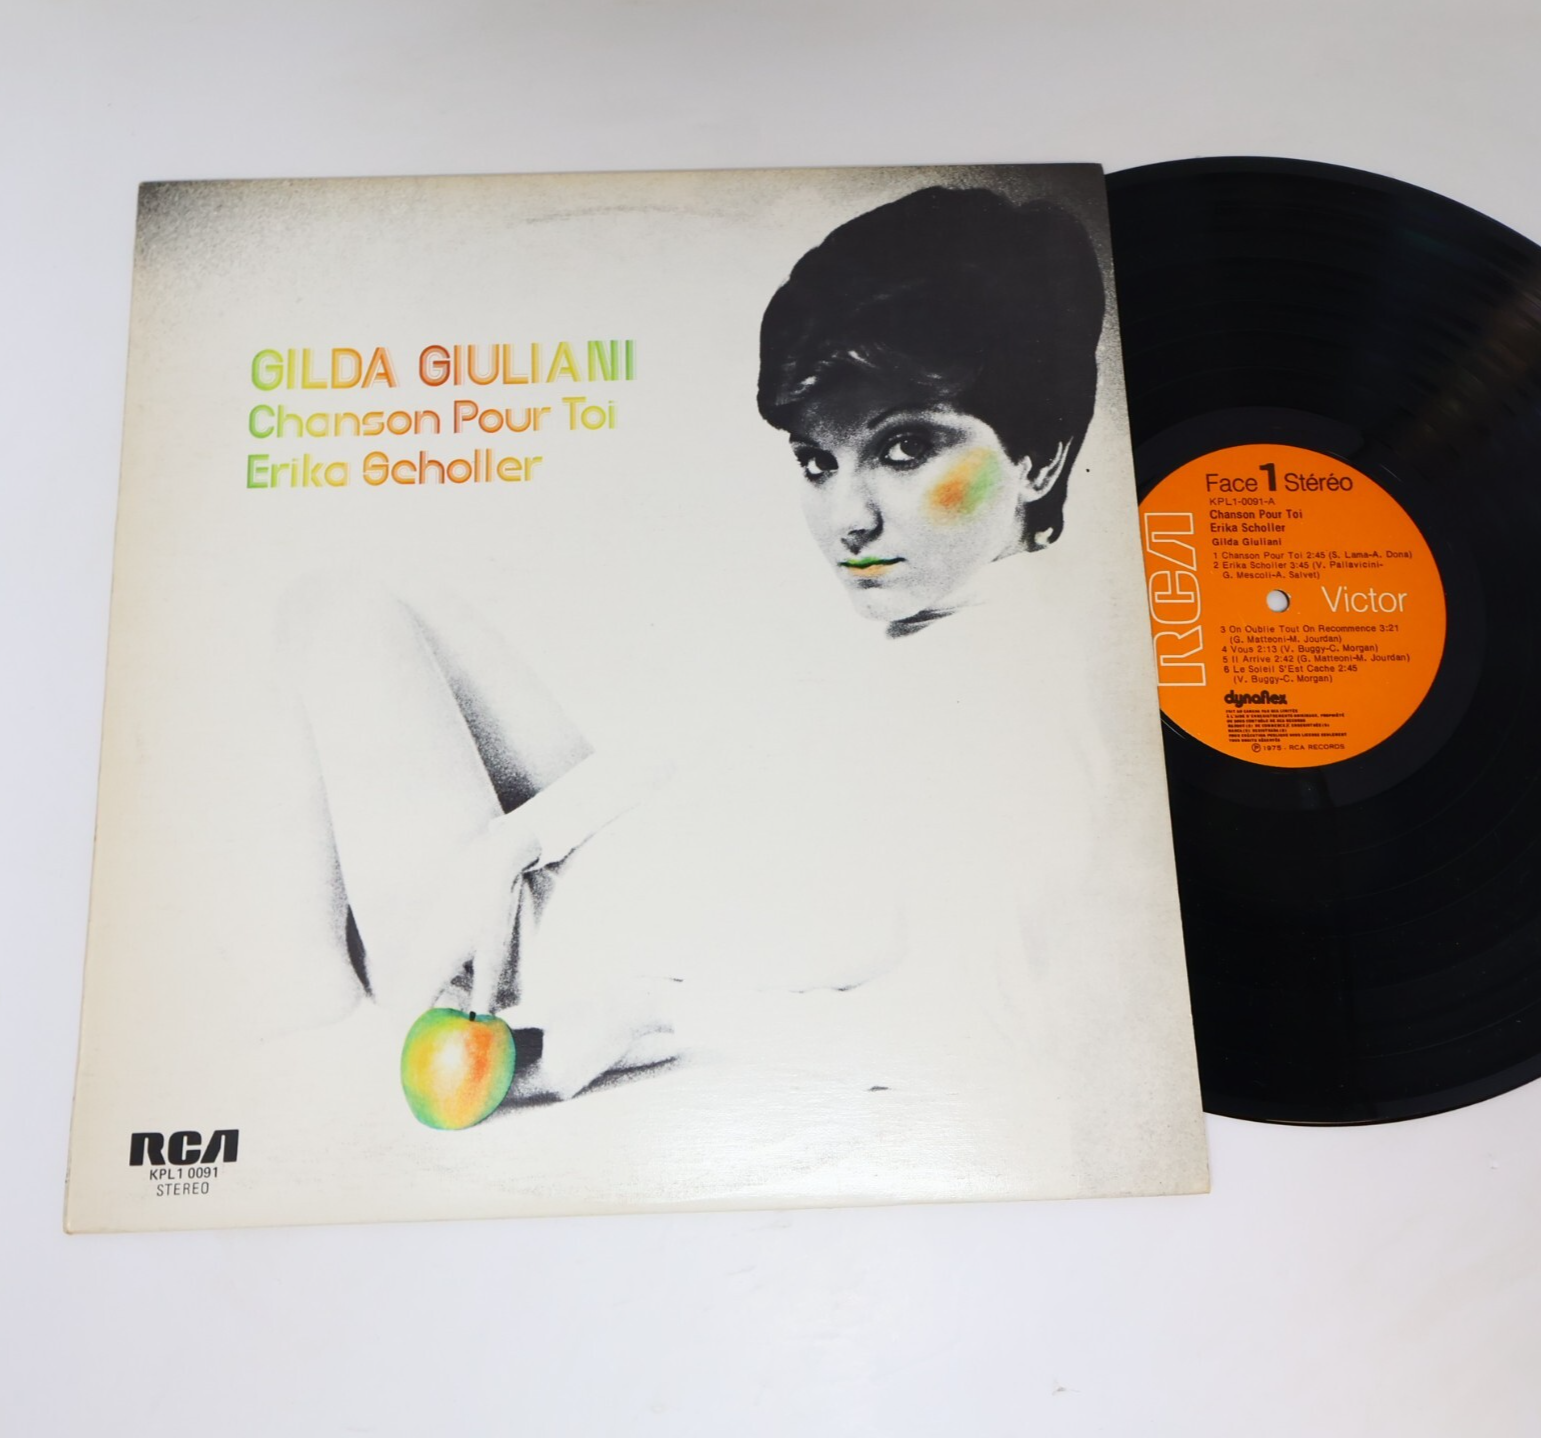 GILDA GIULIANI
Chanson Pour Toi
Erika Scholler
RCA
KPL1 0091
STEREO
Face 1 Stéréo
KPL1-0091-A
Chanson Pour Toi
Erika Scholler
Gilda Giuliani
1 Chanson Pour Toi 2:45 (S. Lama-A. Dona)
2 Erika Scholler 3:45 (V. Pallavicini-
G. Mescoli-A. Salvet)
RCA
Victor
3 On Oublie Tout On Recommence 3:21
(G. Matteoni-M. Jourdan)
4 Vous 2:13 (V. Buggy-C. Morgan)
5 Il Arrive 2:42 (G. Matteoni-M. Jourdan)
6 Le Soleil S'Est Cache 2:45
(V. Buggy-C. Morgan)
dynaflex
℗ 1975 - RCA RECORDS